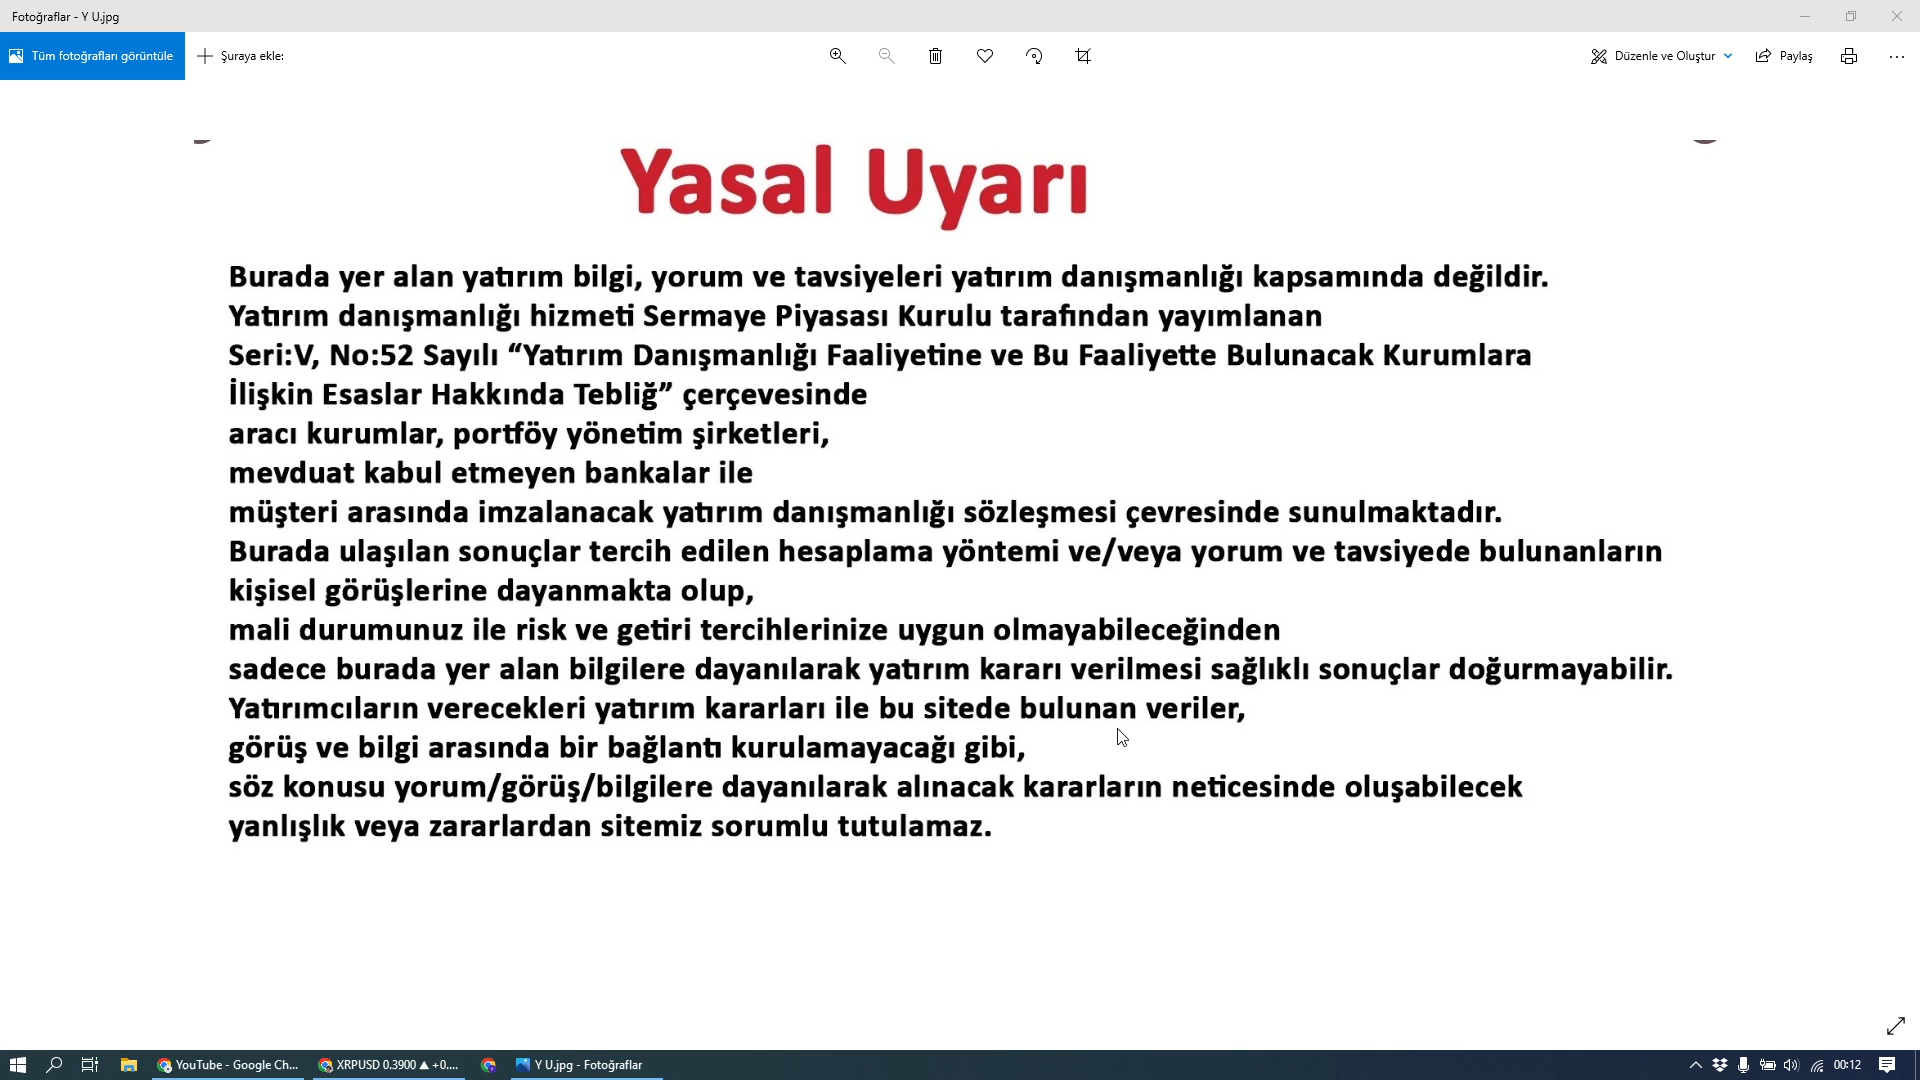 Fotoğraflar - Y U.jpg
Tüm fotoğrafları görüntüle
Şuraya ekle:
Düzenle ve Oluştur
Paylaş
Yasal Uyarı
Burada yer alan yatırım bilgi, yorum ve tavsiyeleri yatırım danışmanlığı kapsamında değildir.
Yatırım danışmanlığı hizmeti Sermaye Piyasası Kurulu tarafından yayımlanan
Seri:V, No:52 Sayılı “Yatırım Danışmanlığı Faaliyetine ve Bu Faaliyette Bulunacak Kurumlara
İlişkin Esaslar Hakkında Tebliğ” çerçevesinde
aracı kurumlar, portföy yönetim şirketleri,
mevduat kabul etmeyen bankalar ile
müşteri arasında imzalanacak yatırım danışmanlığı sözleşmesi çevresinde sunulmaktadır.
Burada ulaşılan sonuçlar tercih edilen hesaplama yöntemi ve/veya yorum ve tavsiyede bulunanların
kişisel görüşlerine dayanmakta olup,
mali durumunuz ile risk ve getiri tercihlerinize uygun olmayabileceğinden
sadece burada yer alan bilgilere dayanılarak yatırım kararı verilmesi sağlıklı sonuçlar doğurmayabilir.
Yatırımcıların verecekleri yatırım kararları ile bu sitede bulunan veriler,
görüş ve bilgi arasında bir bağlantı kurulamayacağı gibi,
söz konusu yorum/görüş/bilgilere dayanılarak alınacak kararların neticesinde oluşabilecek
yanlışlık veya zararlardan sitemiz sorumlu tutulamaz.
YouTube - Google Ch...
XRPUSD 0.3900 ▲ +0....
Y U.jpg - Fotoğraflar
00:12